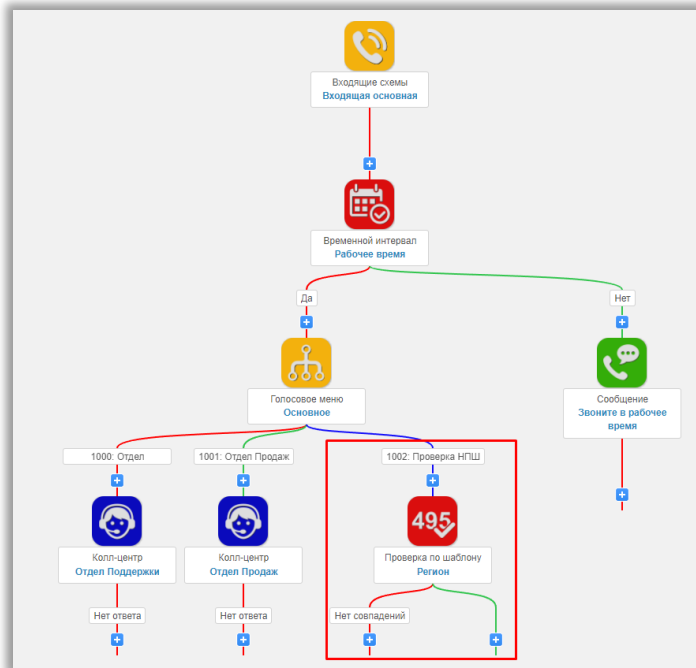 Входящие схемы
Входящая основная
Временной интервал
Рабочее время
Да
Нет
Голосовое меню
Основное
Сообщение
Звоните в рабочее
время
1000: Отдел
1001: Отдел Продаж
1002: Проверка НПШ
495
Колл-центр
Отдел Поддержки
Колл-центр
Отдел Продаж
Проверка по шаблону
Регион
Нет ответа
Нет ответа
Нет совпадений